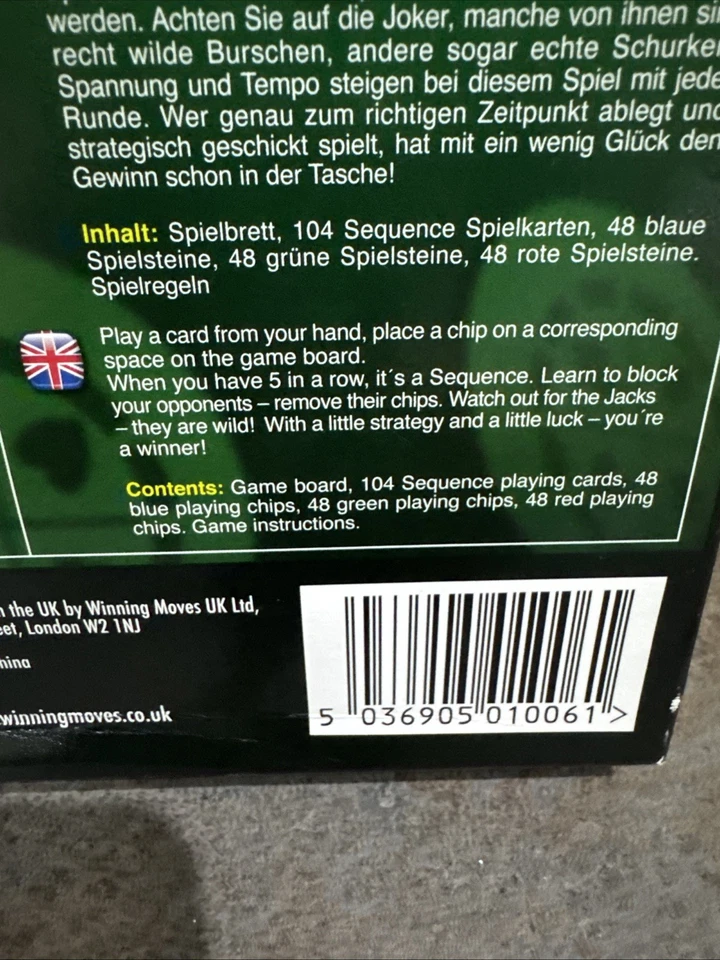 werden. Achten Sie auf die Joker, manche von ihnen
recht wilde Burschen, andere sogar echte
Spannung und Tempo steigen bei diesem Spiel mit
Runde. Wer genau zum richtigen Zeitpunkt ablegt
strategisch geschickt spielt, hat mit ein wenig Glück den
Gewinn schon in der Tasche!
Inhalt: Spielbrett, 104 Sequence Spielkarten, 48 blaue
Spielsteine, 48 grüne Spielsteine, 48 rote Spielsteine.
Spielregeln
Play a card from your hand, place a chip on a corresponding
space on the game board.
When you have 5 in a row, it´s a Sequence. Learn to block
your opponents – remove their chips. Watch out for the Jacks
– they are wild! With a little strategy and a little luck – you´re
a winner!
Contents: Game board, 104 Sequence playing cards, 48
blue playing chips, 48 green playing chips, 48 red playing
chips. Game instructions.
the UK by Winning Moves UK Ltd,
London W2 1NJ
winningmoves.co.uk
5 036905 010061 >